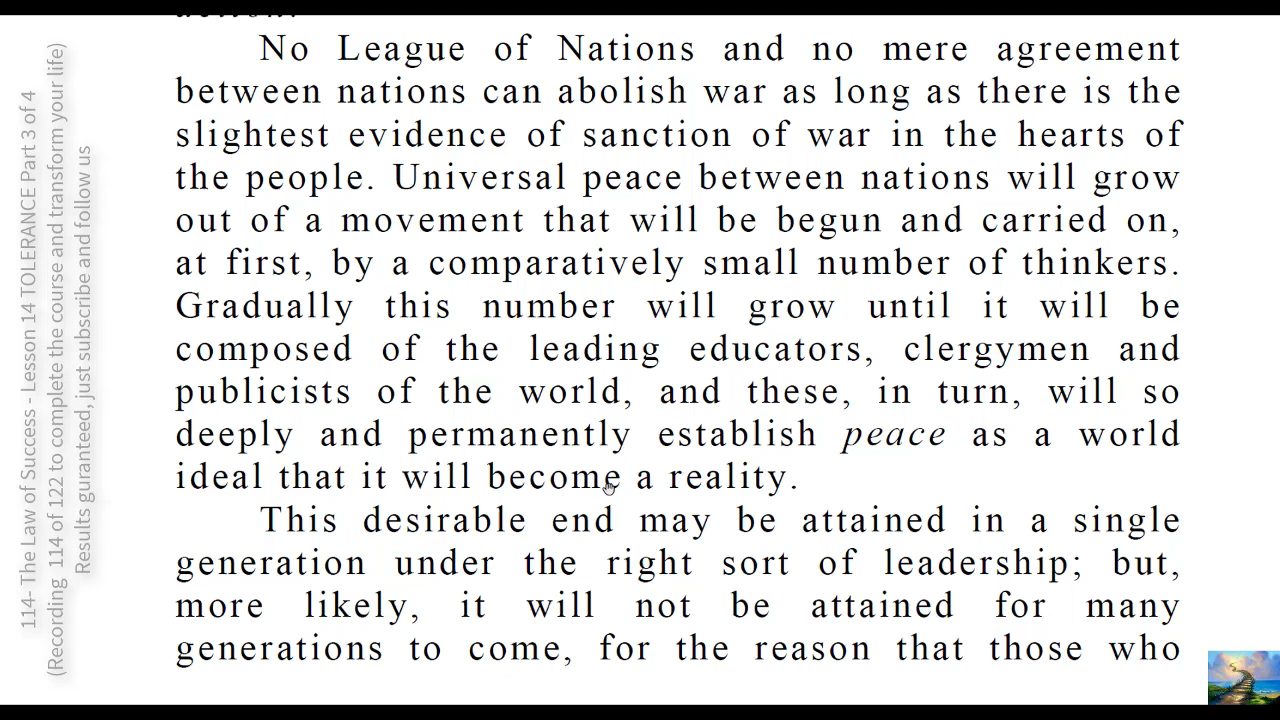 action.
No League of Nations and no mere agreement
between nations can abolish war as long as there is the
slightest evidence of sanction of war in the hearts of
the people. Universal peace between nations will grow
out of a movement that will be begun and carried on,
at first, by a comparatively small number of thinkers.
Gradually this number will grow until it will be
composed of the leading educators, clergymen and
publicists of the world, and these, in turn, will so
deeply and permanently establish peace as a world
ideal that it will become a reality.
This desirable end may be attained in a single
generation under the right sort of leadership; but,
more likely, it will not be attained for many
generations to come, for the reason that those who
114- The Law of Success - Lesson 14 TOLERANCE Part 3 of 4
(Recording 114 of 122 to complete the course and transform your life)
Results guranteed, just subscribe and follow us